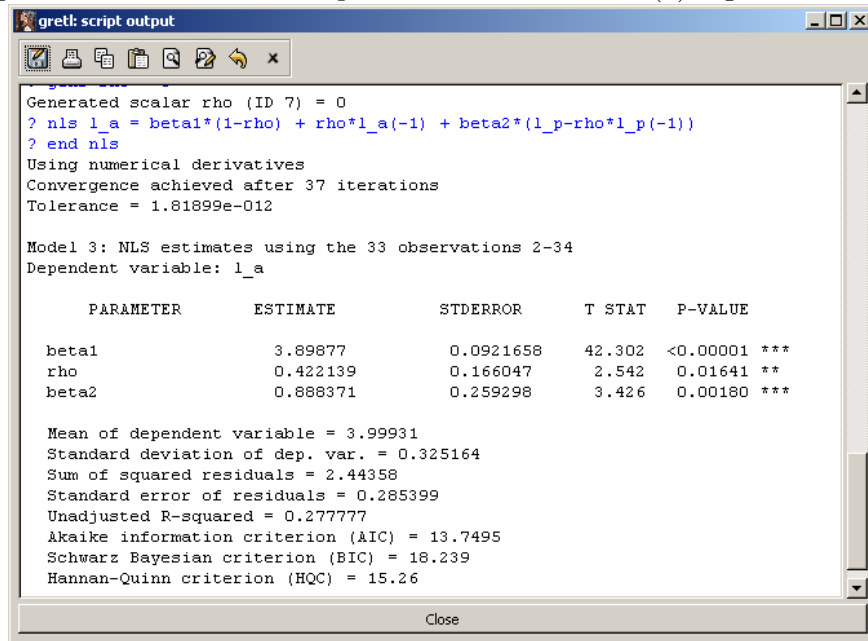 gretl: script output
Generated scalar rho (ID 7) = 0
? nls l_a = beta1*(1-rho) + rho*l_a(-1) + beta2*(l_p-rho*l_p(-1))
? end nls
Using numerical derivatives
Convergence achieved after 37 iterations
Tolerance = 1.81899e-012
Model 3: NLS estimates using the 33 observations 2-34
Dependent variable: l_a
PARAMETER ESTIMATE STDERROR T STAT P-VALUE
beta1 3.89877 0.0921658 42.302 <0.00001 ***
rho 0.422139 0.166047 2.542 0.01641 **
beta2 0.888371 0.259298 3.426 0.00180 ***
Mean of dependent variable = 3.99931
Standard deviation of dep. var. = 0.325164
Sum of squared residuals = 2.44358
Standard error of residuals = 0.285399
Unadjusted R-squared = 0.277777
Akaike information criterion (AIC) = 13.7495
Schwarz Bayesian criterion (BIC) = 18.239
Hannan-Quinn criterion (HQC) = 15.26
Close